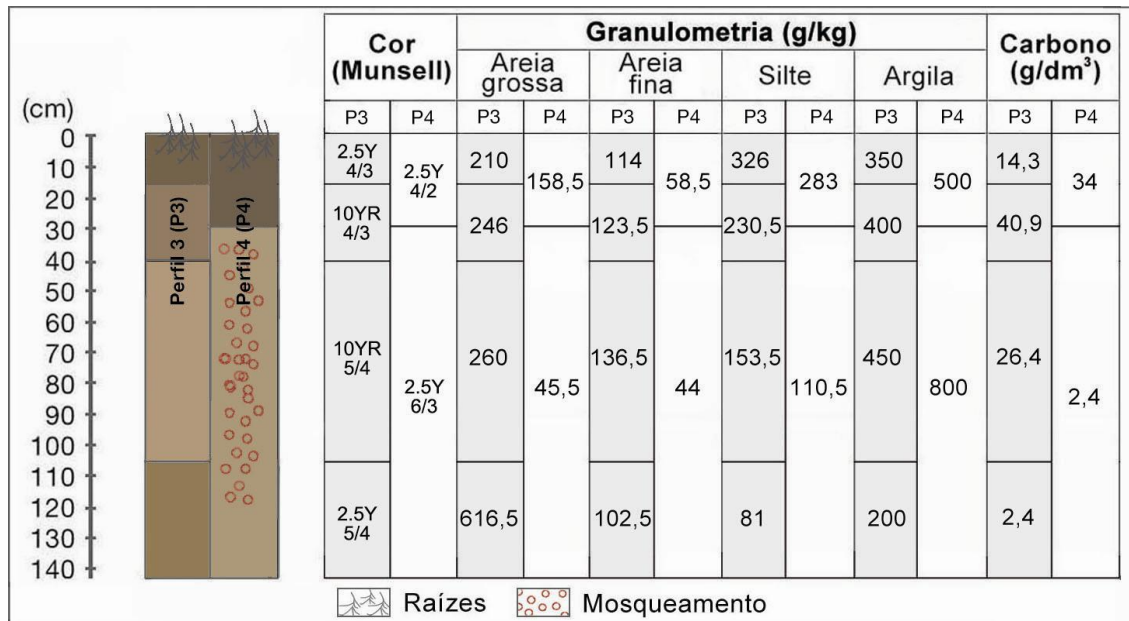 Cor
(Munsell)
Granulometria (g/kg)
Carbono
(g/dm³)
Areia
grossa
Areia
fina
Silte
Argila
(cm)
P3 P4 P3 P4 P3 P4 P3 P4 P3 P4 P3 P4
0
10
20
30
40
50
60
70
80
90
100
110
120
130
140
Perfil 3 (P3)
Perfil 4 (P4)
2.5Y
4/3
2.5Y
4/2
210
158,5
114
58,5
326
283
350
500
14,3
34
10YR
4/3
246
123,5
230,5
400
40,9
10YR
5/4
2.5Y
6/3
260
45,5
136,5
44
153,5
110,5
450
800
26,4
2,4
2.5Y
5/4
616,5
102,5
81
200
2,4
Raízes
Mosqueamento